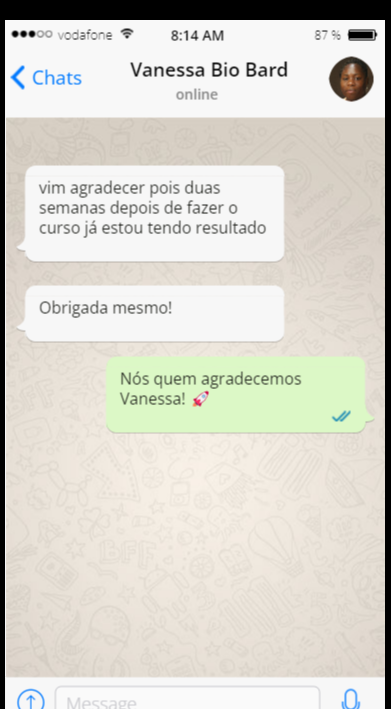 vodafone 8:14 AM 87 %
Chats Vanessa Bio Bard
online
vim agradecer pois duas
semanas depois de fazer o
curso já estou tendo resultado
Obrigada mesmo!
Nós quem agradecemos
Vanessa! 🚀
BFF
Message